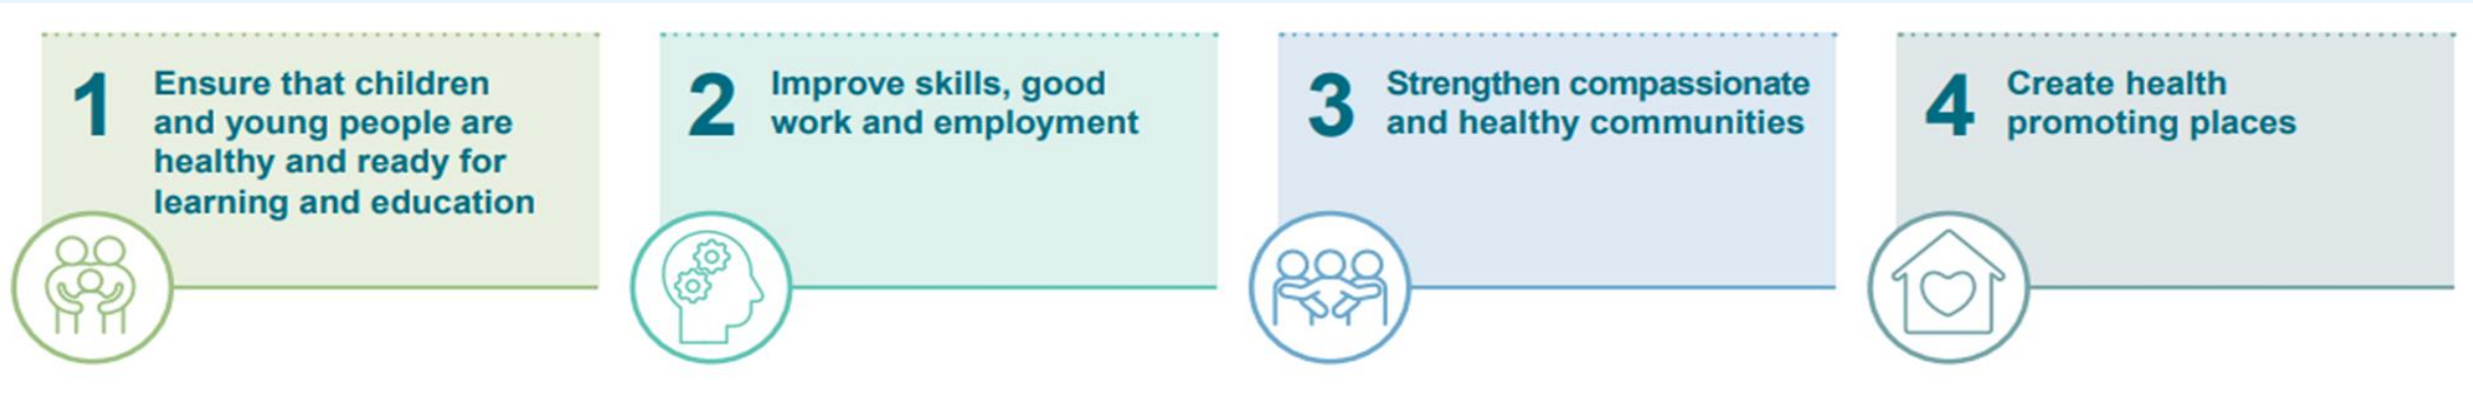 1
Ensure that children
and young people are
healthy and ready for
learning and education
2
Improve skills, good
work and employment
3
Strengthen compassionate
and healthy communities
4
Create health
promoting places